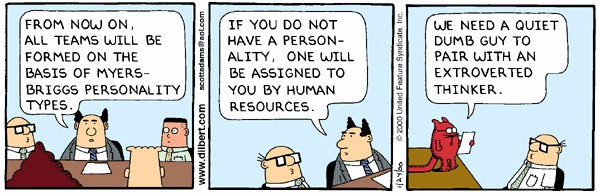 FROM NOW ON,
ALL TEAMS WILL BE
FORMED ON THE
BASIS OF MYERS-
BRIGGS PERSONALITY
TYPES.
www.dilbert.com
scottadams@aol.com
IF YOU DO NOT
HAVE A PERSON-
ALITY, ONE WILL
BE ASSIGNED TO
YOU BY HUMAN
RESOURCES.
© 2000 United Feature Syndicate, Inc.
1/24/00
WE NEED A QUIET
DUMB GUY TO
PAIR WITH AN
EXTROVERTED
THINKER.